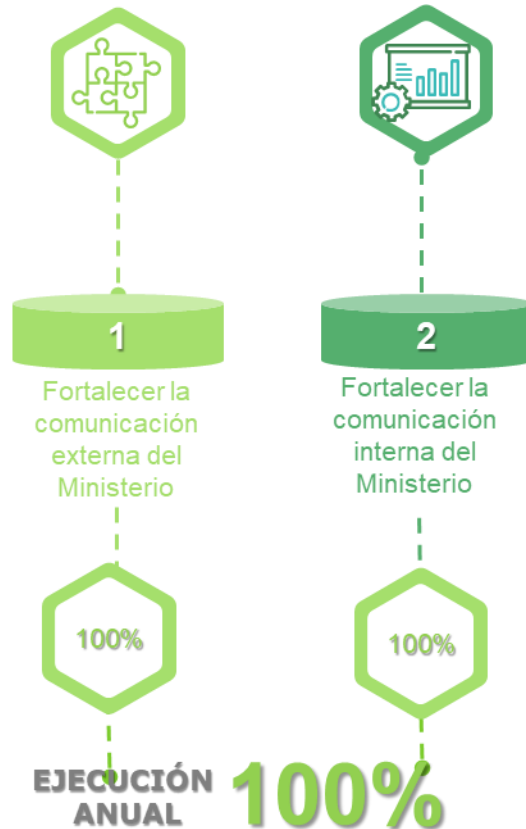 1
Fortalecer la
comunicación
externa del
Ministerio
100%
2
Fortalecer la
comunicación
interna del
Ministerio
100%
EJECUCIÓN
ANUAL
100%